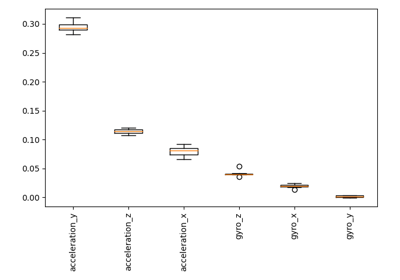 0.30
0.25
0.20
0.15
0.10
0.05
0.00
acceleration_y
acceleration_z
acceleration_x
gyro_z
gyro_x
gyro_y